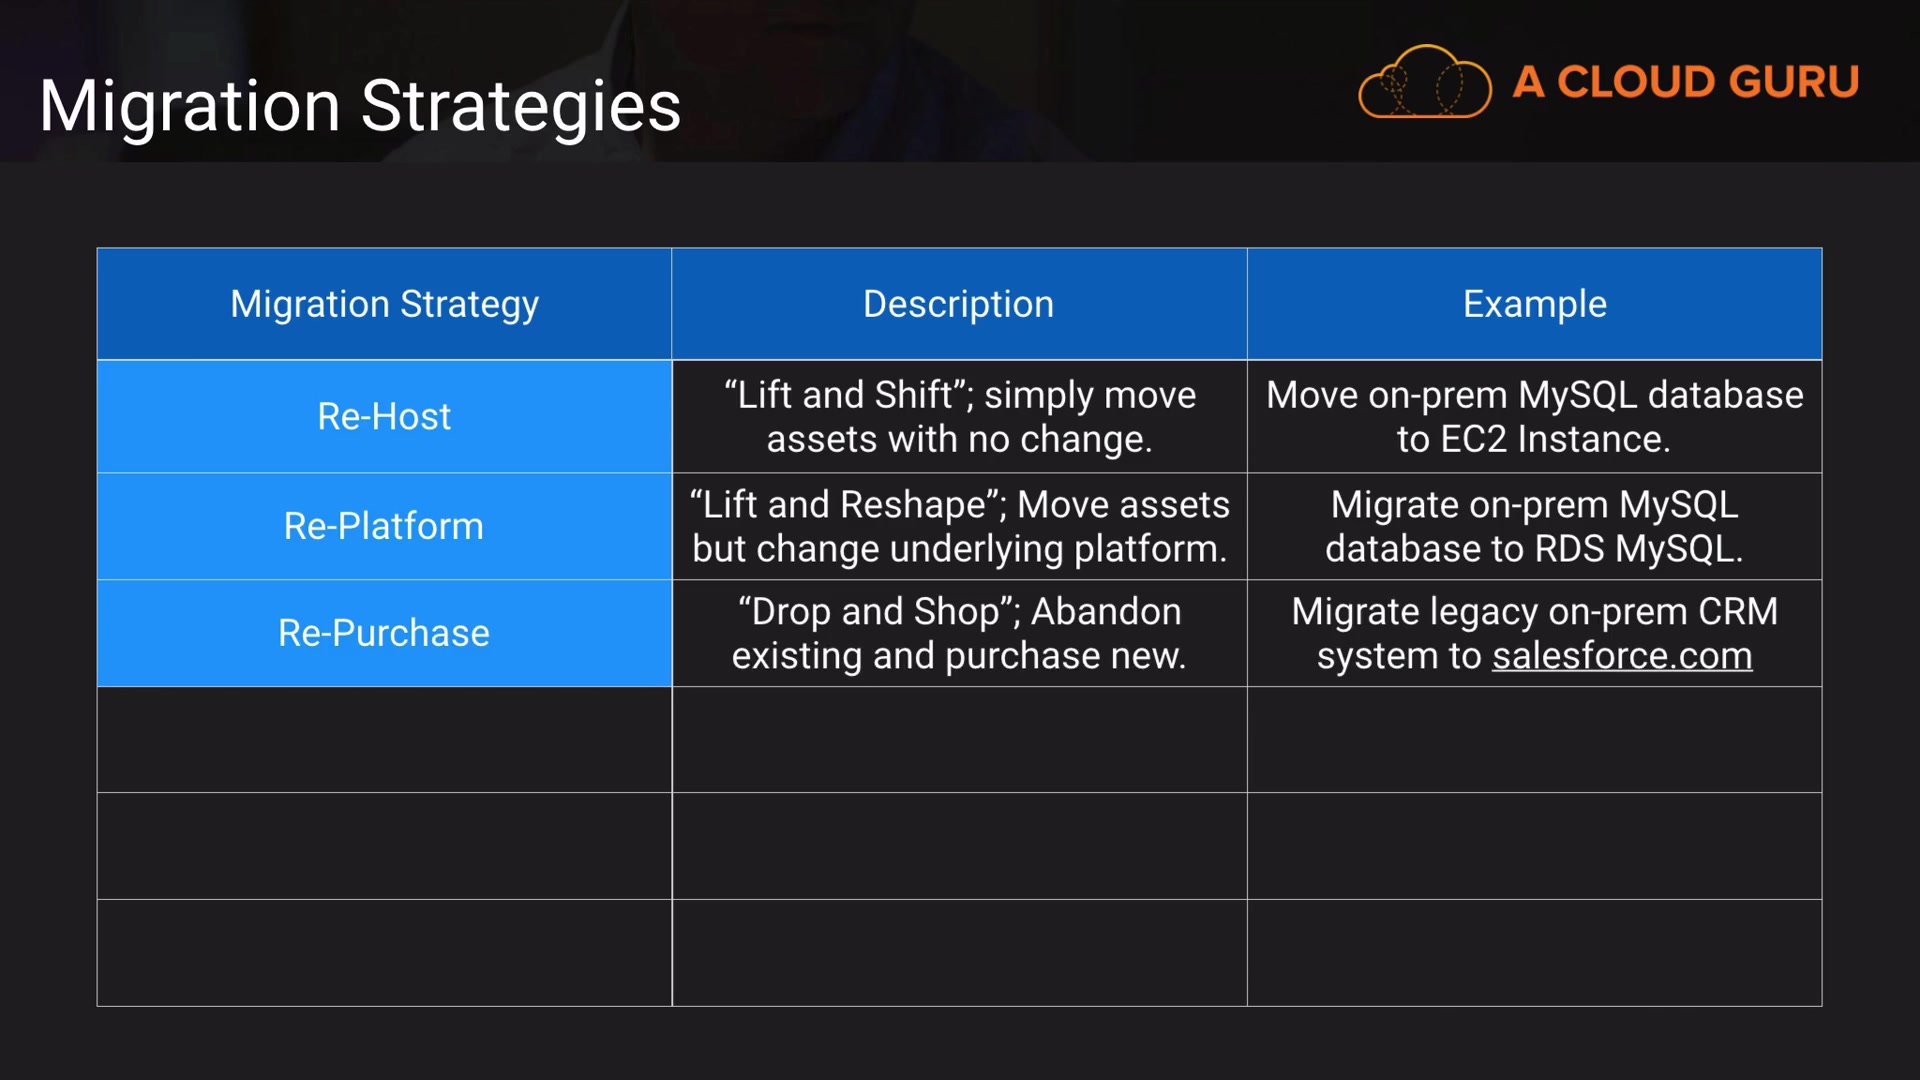 Migration Strategies
A CLOUD GURU
Migration Strategy
Description
Example
Re-Host
“Lift and Shift”; simply move
assets with no change.
Move on-prem MySQL database
to EC2 Instance.
Re-Platform
“Lift and Reshape”; Move assets
but change underlying platform.
Migrate on-prem MySQL
database to RDS MySQL.
Re-Purchase
“Drop and Shop”; Abandon
existing and purchase new.
Migrate legacy on-prem CRM
system to salesforce.com